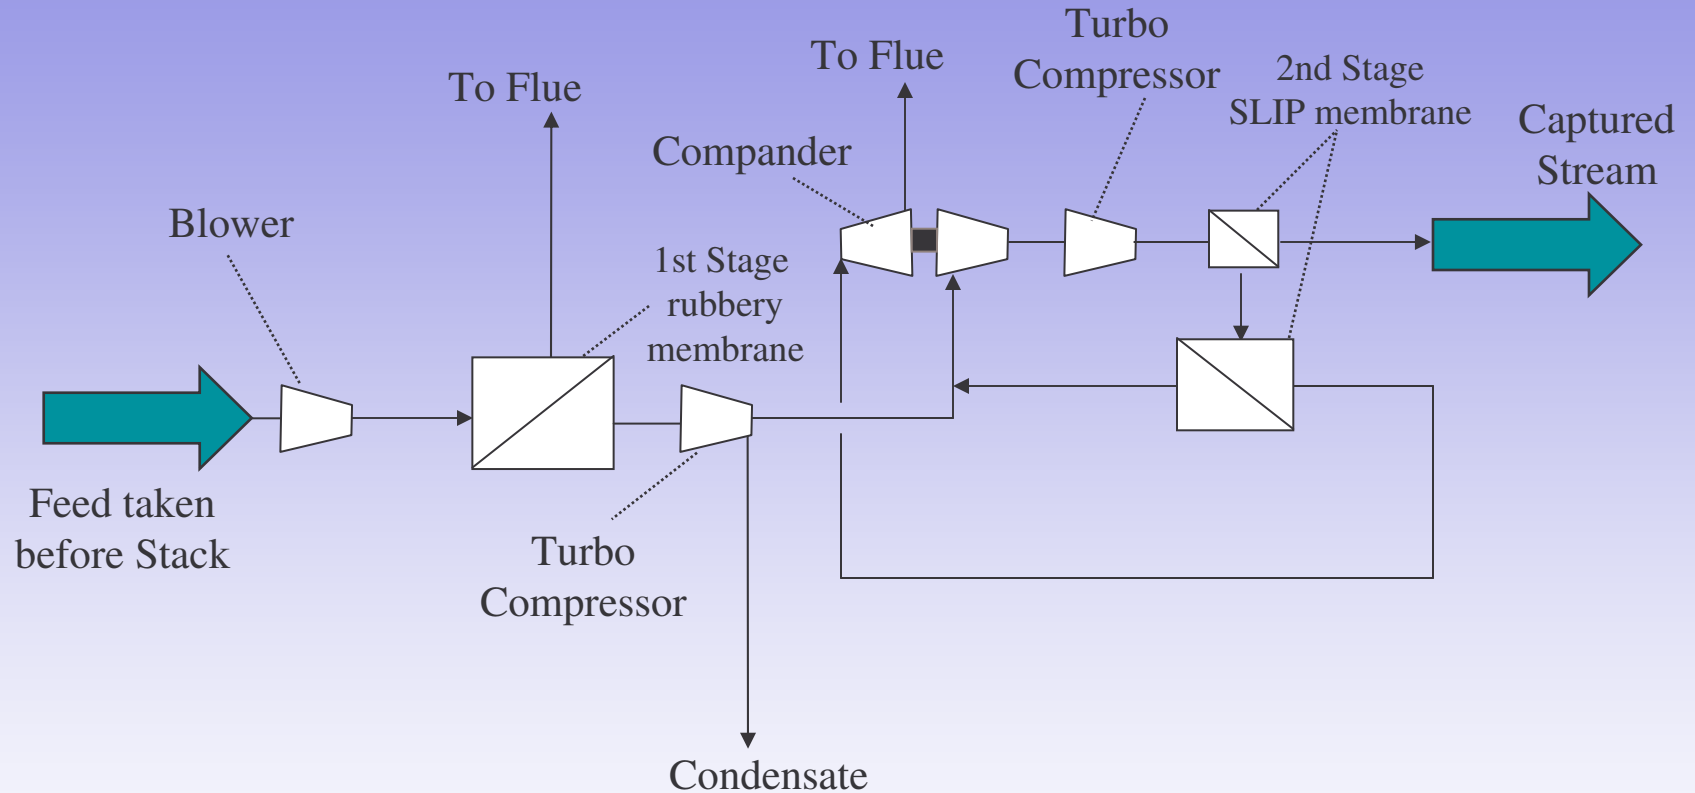 Turbo
Compressor
To Flue
2nd Stage
SLIP membrane
To Flue
Captured
Stream
Compander
Blower
1st Stage
rubbery
membrane
Feed taken
before Stack
Turbo
Compressor
Condensate